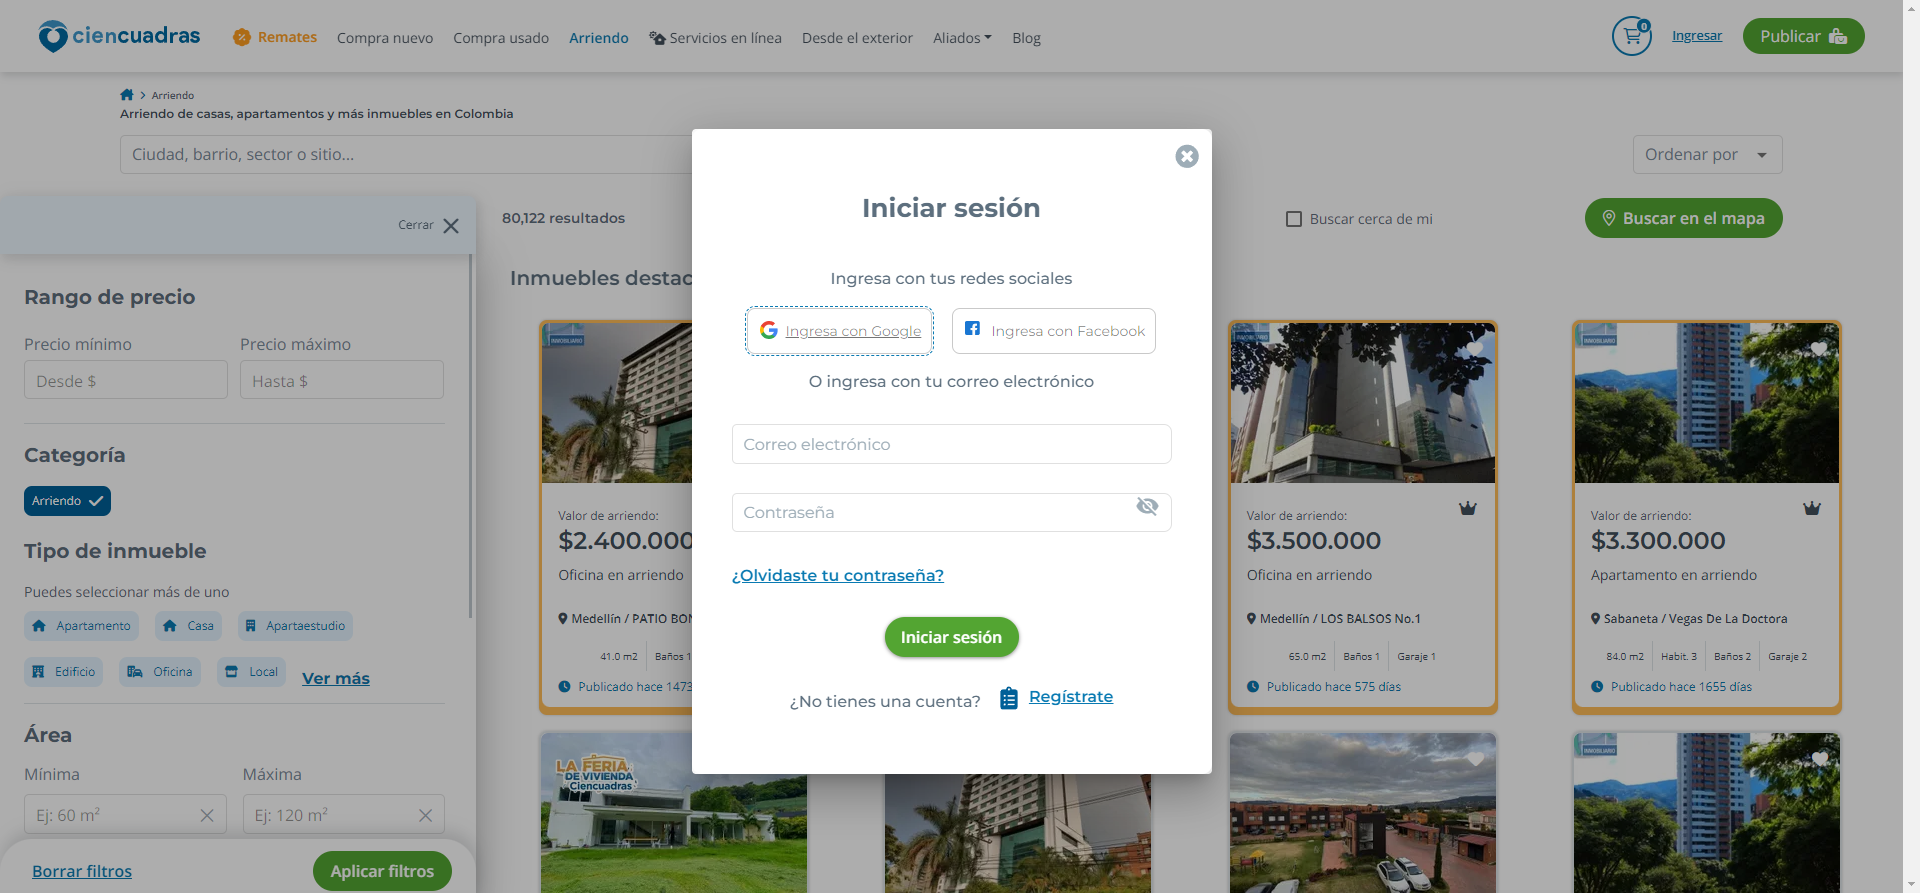 ciencuadras
Remates
Compra nuevo
Compra usado
Arriendo
Servicios en línea
Desde el exterior
Aliados
Blog
0
Ingresar
Publicar
Arriendo
Arriendo de casas, apartamentos y más inmuebles en Colombia
Ciudad, barrio, sector o sitio...
Ordenar por
Cerrar
80,122 resultados
Buscar cerca de mi
Buscar en el mapa
Inmuebles destac
Rango de precio
Precio mínimo
Precio máximo
Desde $
Hasta $
Categoría
Arriendo
Tipo de inmueble
Puedes seleccionar más de uno
Apartamento
Casa
Apartaestudio
Edificio
Oficina
Local
Ver más
Área
Mínima
Máxima
Ej: 60 m²
Ej: 120 m²
Borrar filtros
Aplicar filtros
Iniciar sesión
Ingresa con tus redes sociales
Ingresa con Google
Ingresa con Facebook
O ingresa con tu correo electrónico
Correo electrónico
Contraseña
¿Olvidaste tu contraseña?
Iniciar sesión
¿No tienes una cuenta?
Regístrate
INMOBILIARIO
Valor de arriendo:
$2.400.000
Oficina en arriendo
Medellín / PATIO BON
41.0 m2
Baños 1
Publicado hace 1473
INMOBILIARIO
Valor de arriendo:
$3.500.000
Oficina en arriendo
Medellín / LOS BALSOS No.1
65.0 m2
Baños 1
Garaje 1
Publicado hace 575 días
INMOBILIARIO
Valor de arriendo:
$3.300.000
Apartamento en arriendo
Sabaneta / Vegas De La Doctora
84.0 m2
Habit. 3
Baños 2
Garaje 2
Publicado hace 1655 días
LA FERIA
DE VIVIENDA
Ciencuadras
INMOBILIARIO